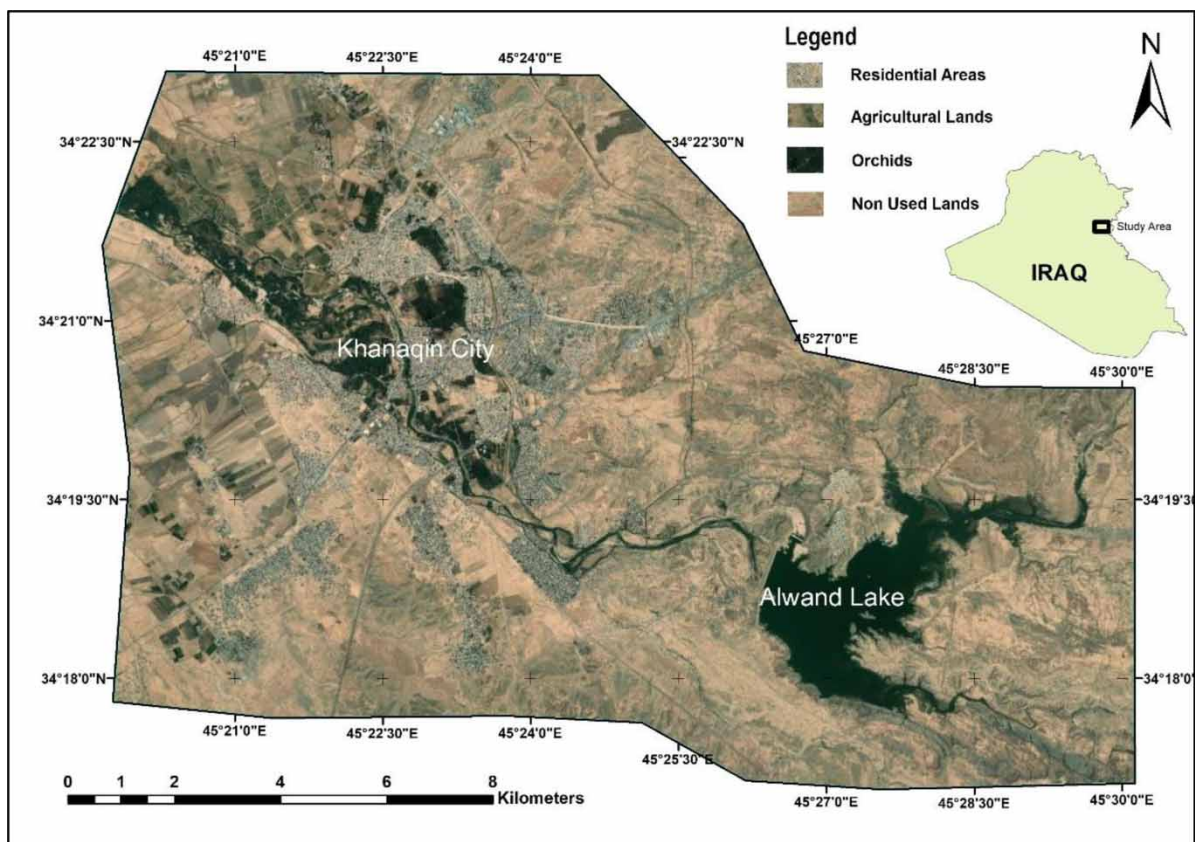 45°21'0"E
45°22'30"E
45°24'0"E
Legend
Residential Areas
Agricultural Lands
Orchids
Non Used Lands
N
Study Area
IRAQ
34°22'30"N
34°22'30"N
34°21'0"N
45°27'0"E
45°28'30"E
45°30'0"E
Khanaqin City
34°19'30"N
34°19'30
Alwand Lake
34°18'0"N
34°18'0
45°21'0"E
45°22'30"E
45°24'0"E
45°25'30"E
45°27'0"E
45°28'30"E
45°30'0"E
0 1 2 4 6 8
Kilometers